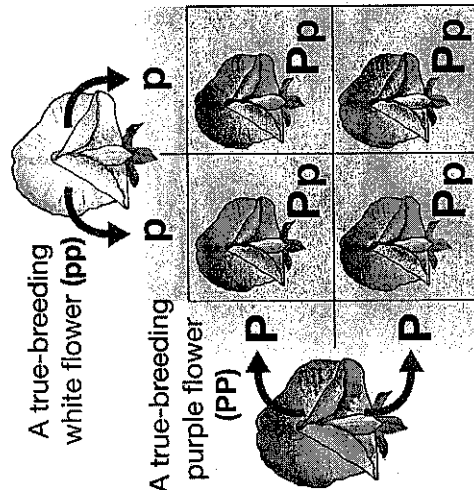 A true-breeding
white flower (pp)
p
p
A true-breeding
purple flower
(PP)
P
Pp
Pp
P
Pp
Pp